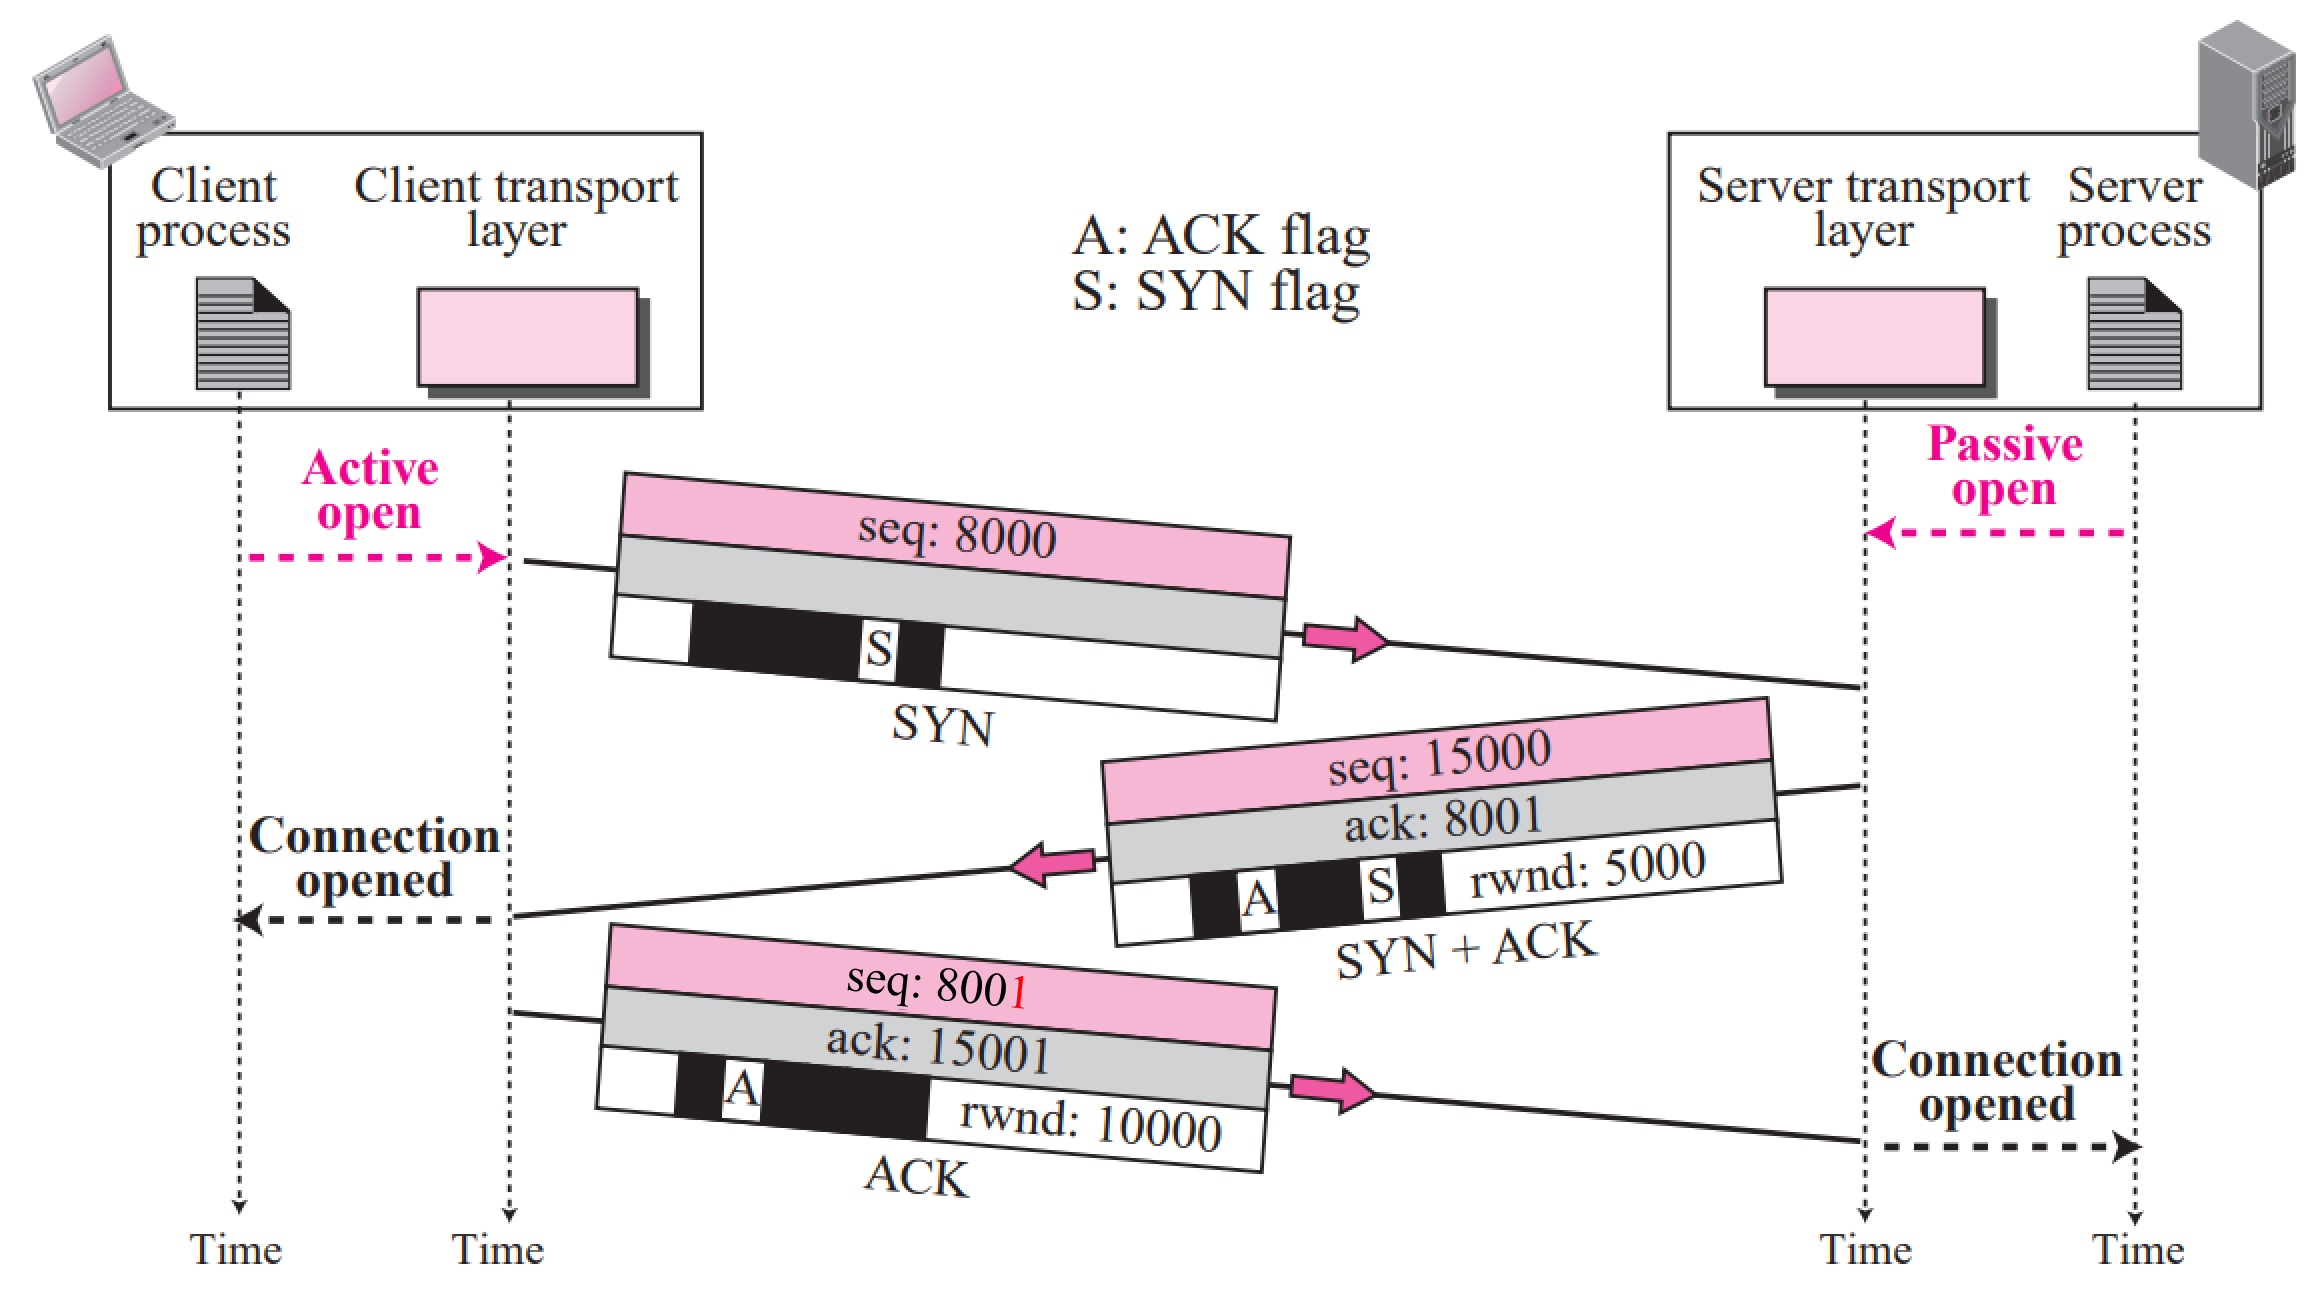 Client
process
Client transport
layer
A: ACK flag
S: SYN flag
Server transport
layer
Server
process
Active
open
Passive
open
seq: 8000
S
SYN
seq: 15000
ack: 8001
A
S
rwnd: 5000
SYN + ACK
Connection
opened
seq: 8001
ack: 15001
A
rwnd: 10000
ACK
Connection
opened
Time
Time
Time
Time